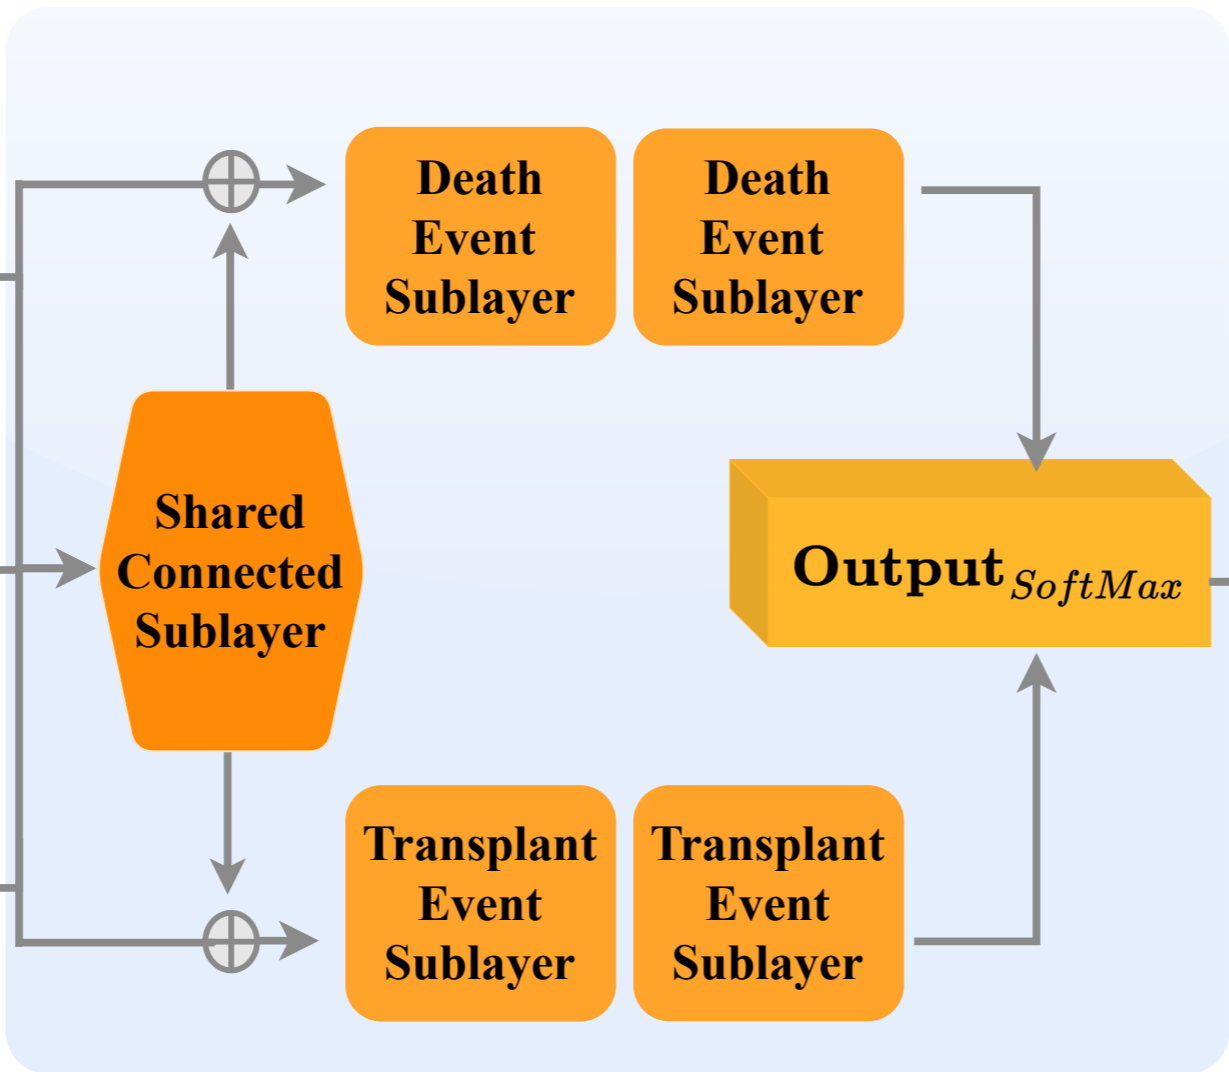 Death
Event
Sublayer
Death
Event
Sublayer
Shared
Connected
Sublayer
Output SoftMax
Transplant
Event
Sublayer
Transplant
Event
Sublayer